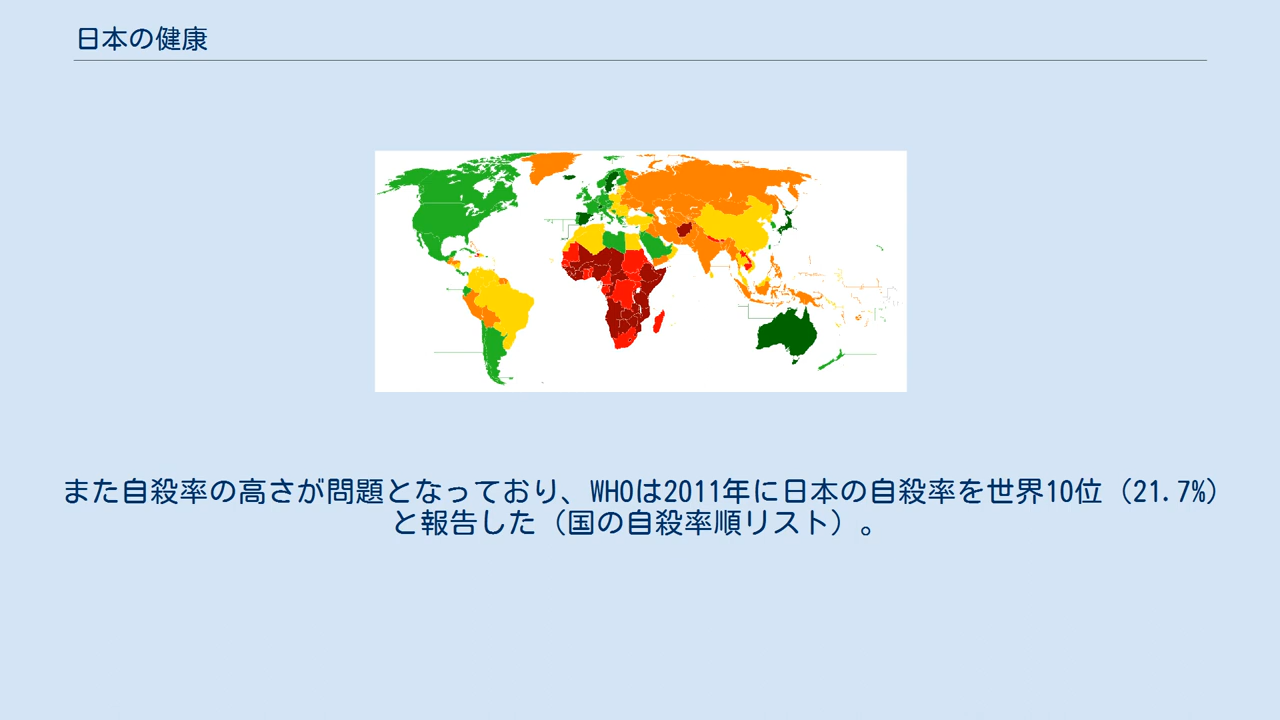 日本の健康
また自殺率の高さが問題となっており、WHOは2011年に日本の自殺率を世界10位（21.7%）
と報告した（国の自殺率順リスト）。